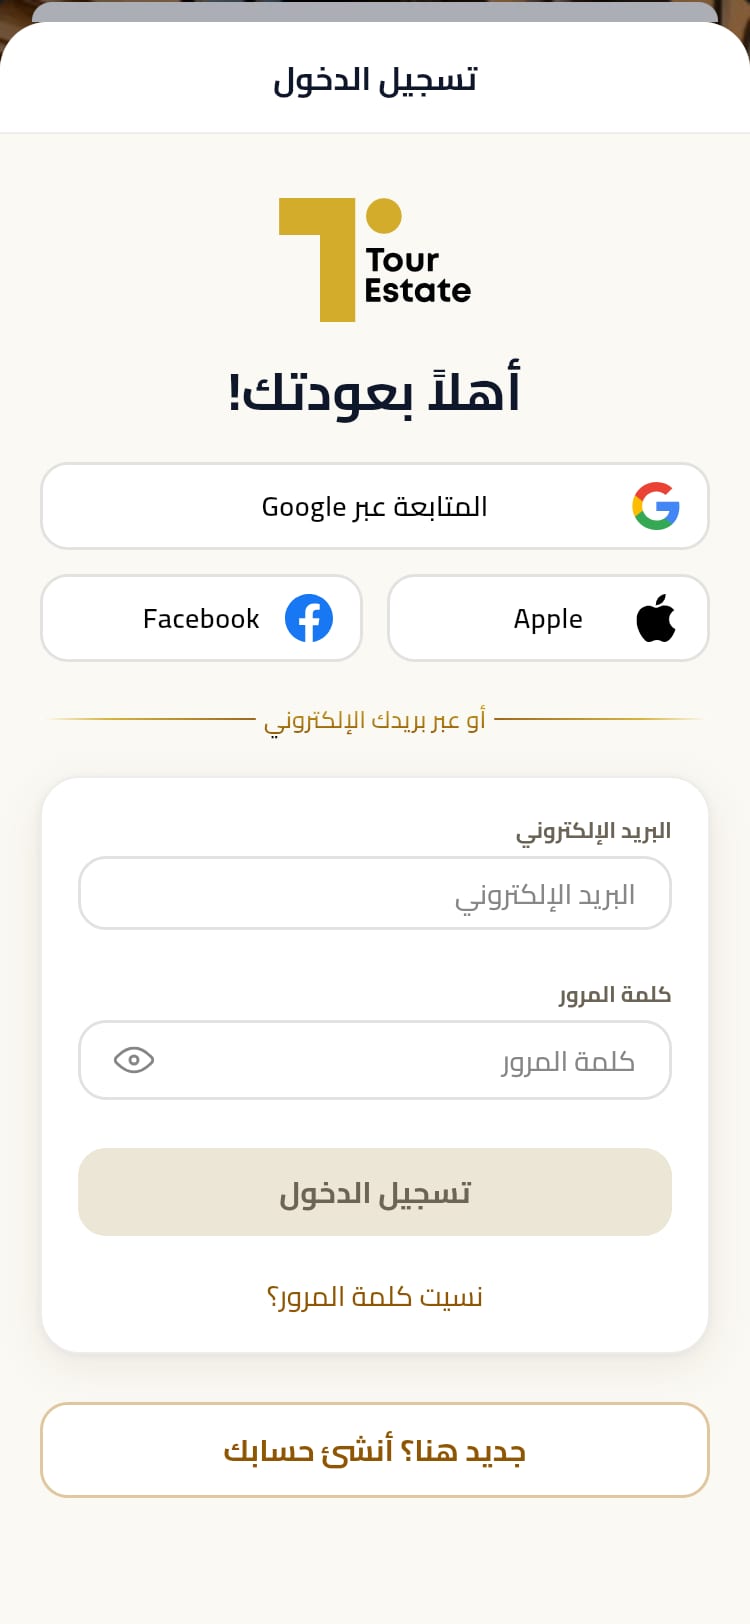 تسجيل الدخول
Tour
Estate
أهلاً بعودتك!
المتابعة عبر Google
Apple
Facebook
أو عبر بريدك الإلكتروني
البريد الإلكتروني
البريد الإلكتروني
كلمة المرور
كلمة المرور
تسجيل الدخول
نسيت كلمة المرور؟
جديد هنا؟ أنشئ حسابك